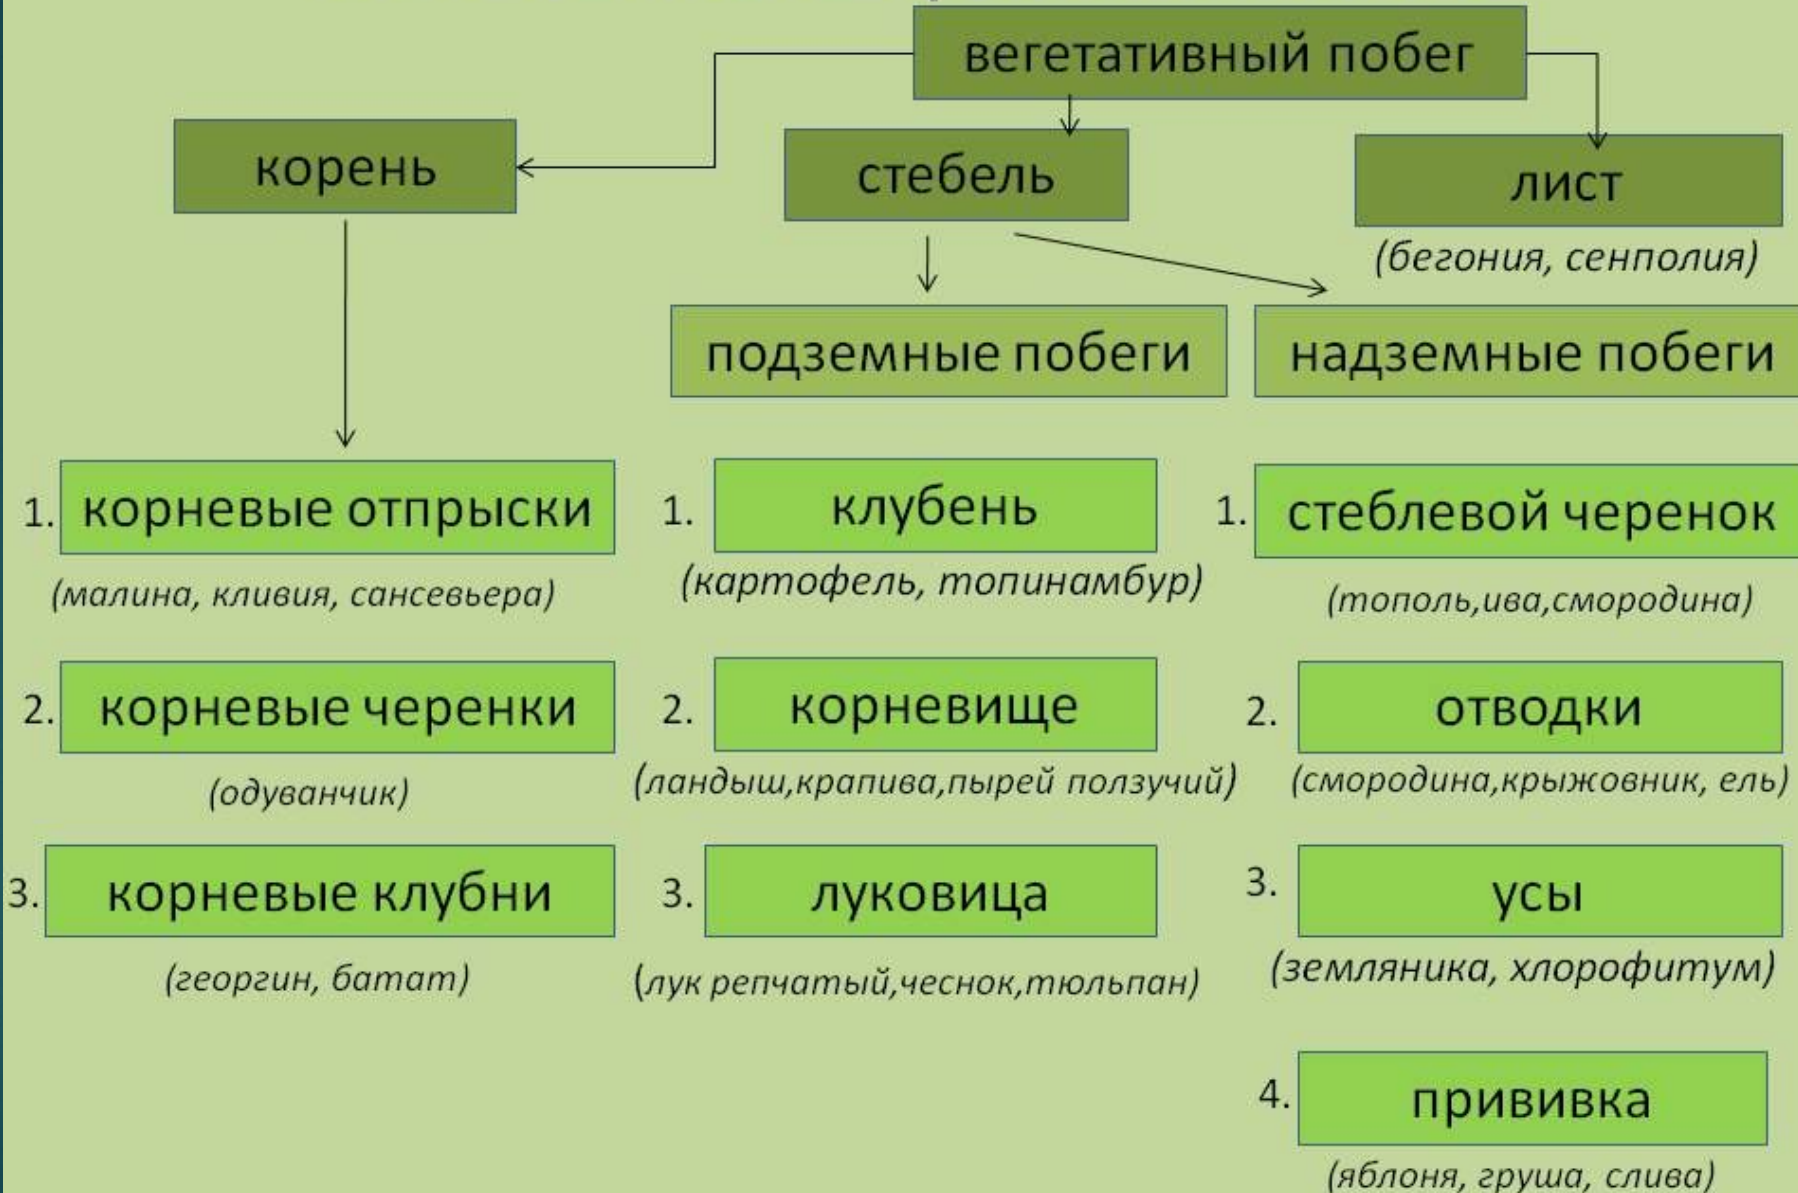 вегетативный побег
корень
стебель
лист
(бегония, сенполия)
подземные побеги
надземные побеги
1. корневые отпрыски
(малина, кливия, сансевьера)
2. корневые черенки
(одуванчик)
3. корневые клубни
(георгин, батат)
1. клубень
(картофель, топинамбур)
2. корневище
(ландыш,крапива,пырей ползучий)
3. луковица
(лук репчатый,чеснок,тюльпан)
1. стеблевой черенок
(тополь,ива,смородина)
2. отводки
(смородина,крыжовник, ель)
3. усы
(земляника, хлорофитум)
4. прививка
(яблоня, груша, слива)